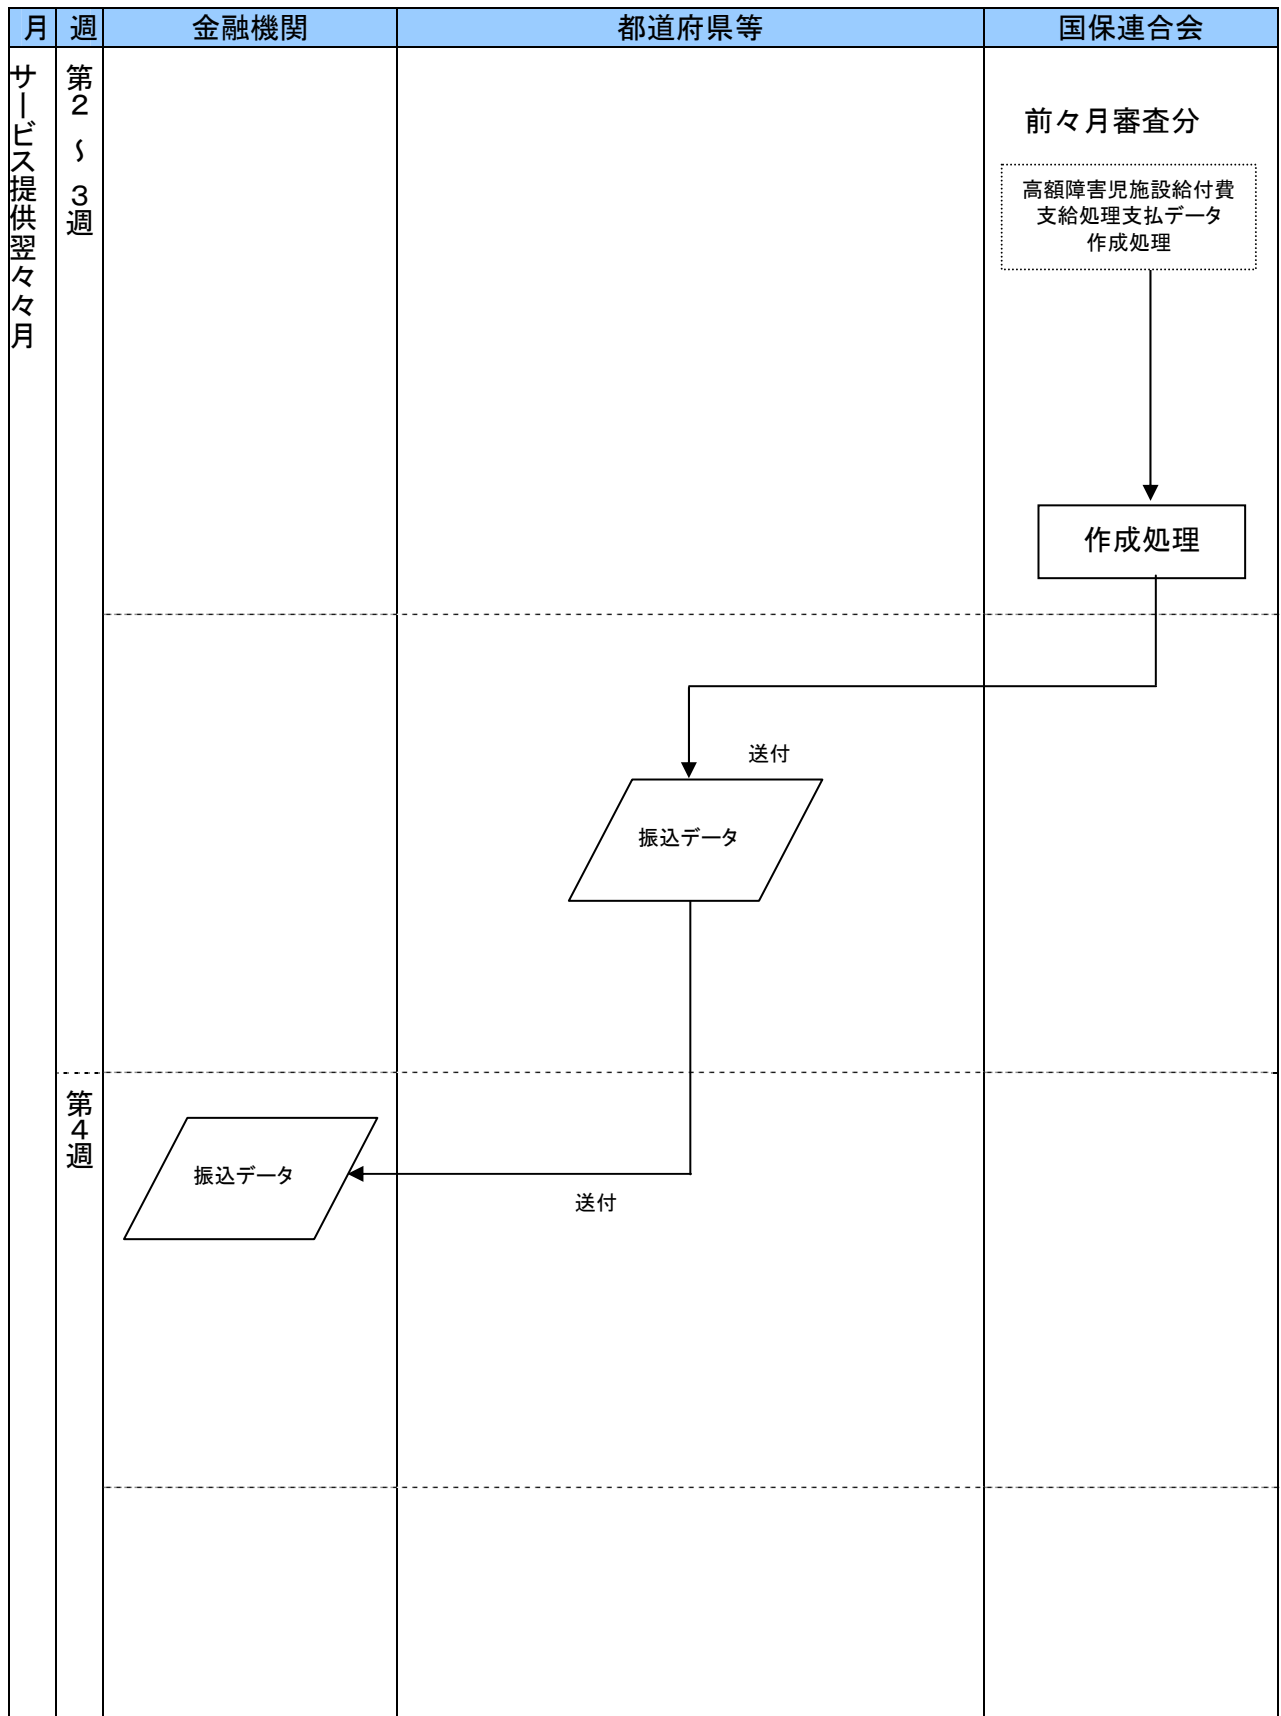 月 週 金融機関 都道府県等 国保連合会
サービス提供翌々々月
第2～3週
前々月審査分
高額障害児施設給付費
支給処理支払データ
作成処理
作成処理
送付
振込データ
第4週
振込データ
送付